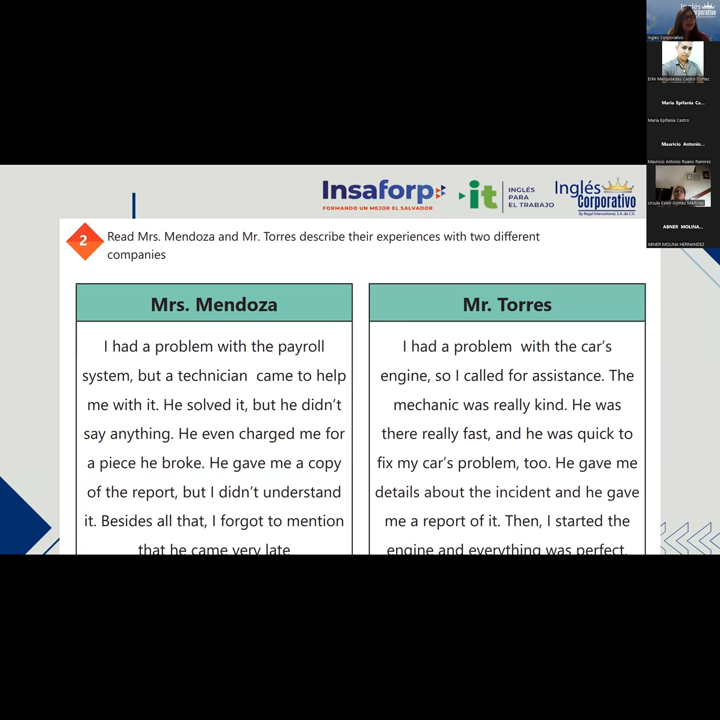 Inglés Corporativo
Erlin Melquisedec Castro Cortez
Maria Epifania Ca...
Maria Epifania Castro
Mauricio Antonio...
Mauricio Antonio Ruano Ramirez
Ursula Esteli Gomez Martinez
ABNER MOLINA...
ABNER MOLINA HERNANDEZ
Insaforp
FORMANDO UN MEJOR EL SALVADOR
it
INGLÉS
PARA
EL TRABAJO
Inglés
Corporativo
By Regal International, S.A. de C.V.
2
Read Mrs. Mendoza and Mr. Torres describe their experiences with two different
companies
Mrs. Mendoza
I had a problem with the payroll
system, but a technician came to help
me with it. He solved it, but he didn't
say anything. He even charged me for
a piece he broke. He gave me a copy
of the report, but I didn't understand
it. Besides all that, I forgot to mention
that he came very late
Mr. Torres
I had a problem with the car's
engine, so I called for assistance. The
mechanic was really kind. He was
there really fast, and he was quick to
fix my car's problem, too. He gave me
details about the incident and he gave
me a report of it. Then, I started the
engine and everything was perfect.